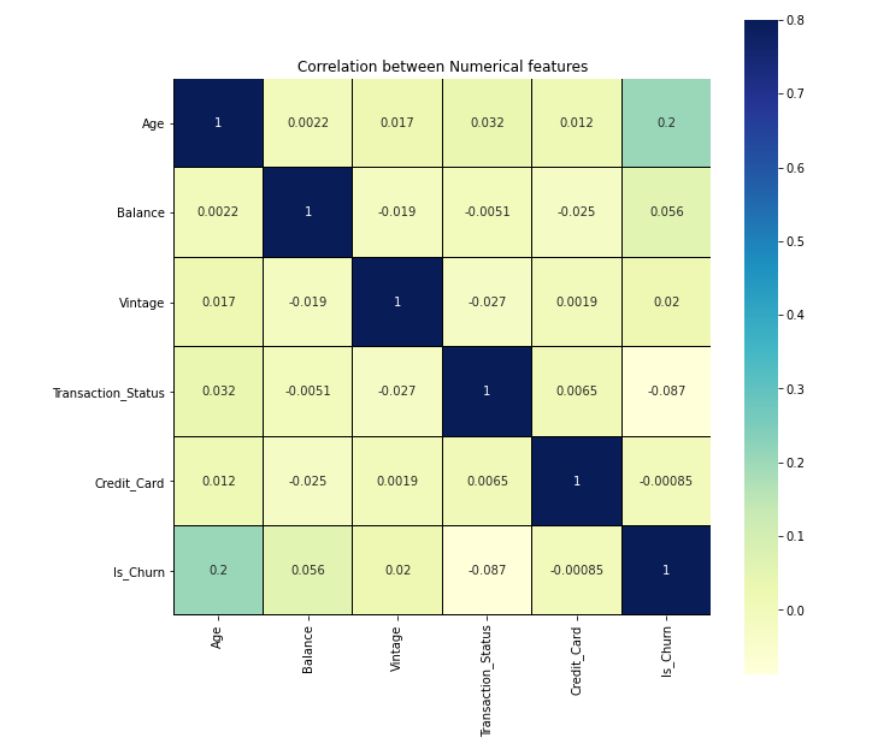 Correlation between Numerical features
Age 1 0.0022 0.017 0.032 0.012 0.2
Balance 0.0022 1 -0.019 -0.0051 -0.025 0.056
Vintage 0.017 -0.019 1 -0.027 0.0019 0.02
Transaction_Status 0.032 -0.0051 -0.027 1 0.0065 -0.087
Credit_Card 0.012 -0.025 0.0019 0.0065 1 -0.00085
Is_Churn 0.2 0.056 0.02 -0.087 -0.00085 1
Age
Balance
Vintage
Transaction_Status
Credit_Card
Is_Churn
0.8
0.7
0.6
0.5
0.4
0.3
0.2
0.1
0.0